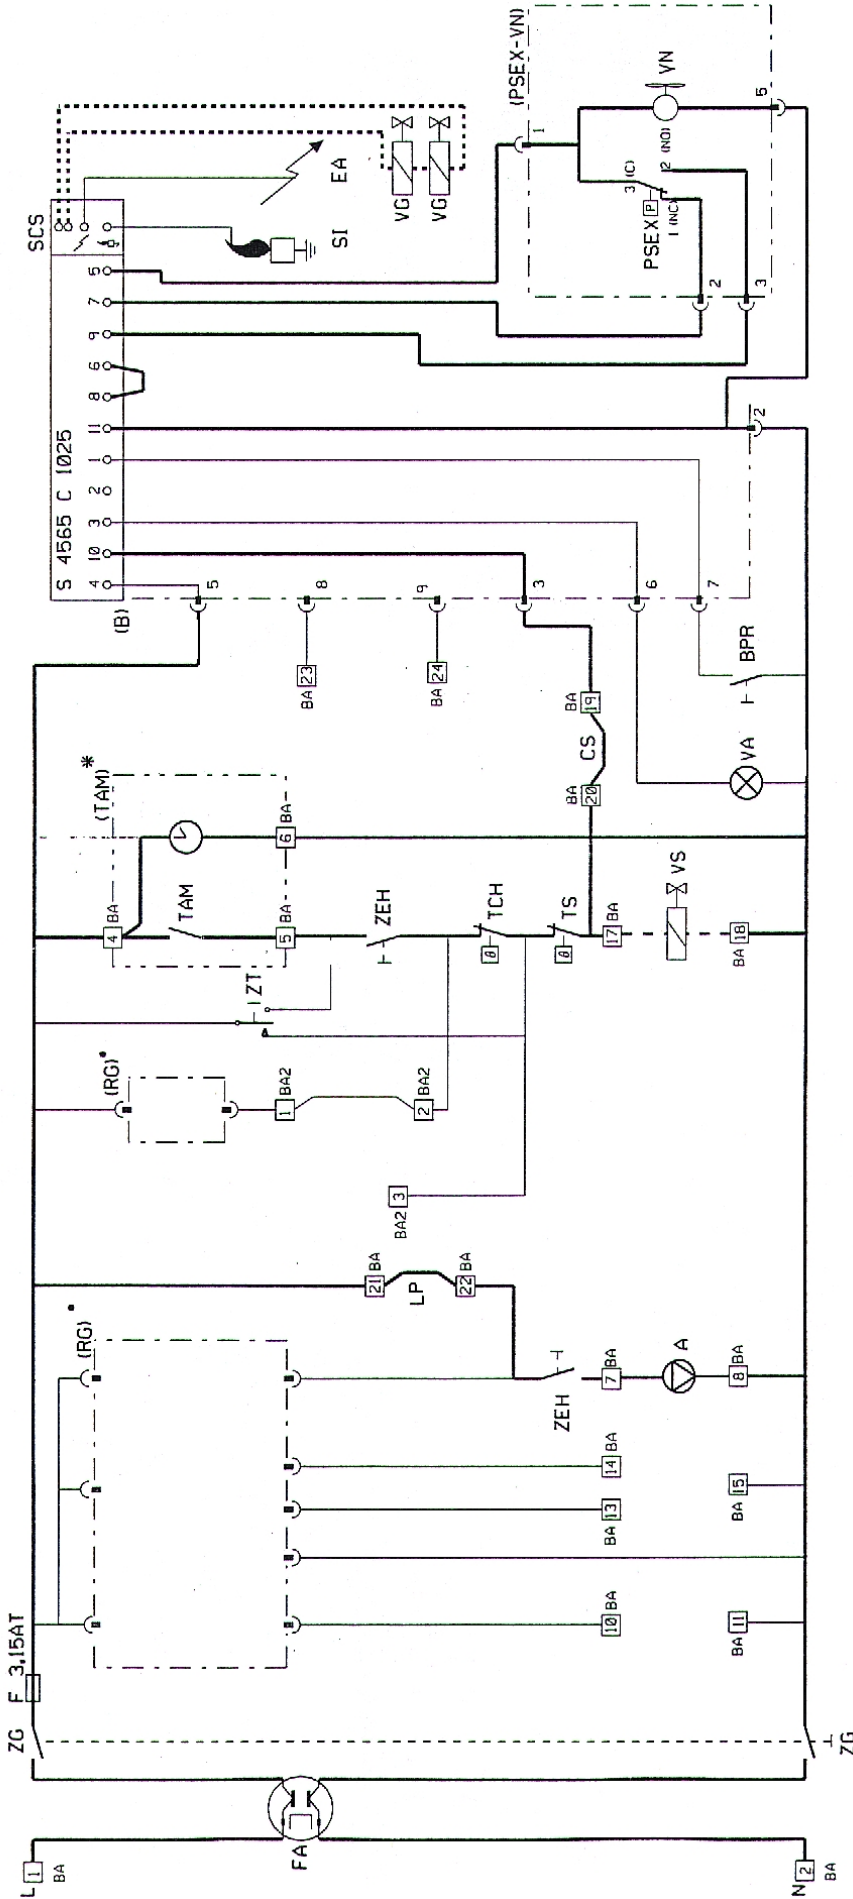 L 1 BA
N 2 BA
FA
ZG
ZG
F 3,15AT
(RG)•
10 BA
BA 11
BA 13
14 BA
BA 15
ZEH
7 BA
A
8 BA
21 BA
LP
22 BA
BA2 3
(RG)•
1 BA2
2 BA2
ZT
(TAM)*
4 BA
TAM
5 BA
6 BA
ZEH
TCH
TS
17 BA
VS
BA 18
BA 20
CS
BA 19
VA
BPR
BA 23
BA 24
(B)
5
8
9
3
6
7
2
S 4565 C 1025
4 10 3 2 1 11 8 6 9 7 5
SCS
SI
EA
VG
VG
(PSEX-VN)
1
2
3
5
PSEX P
1 (NC)
3 (C)
2 (NO)
VN